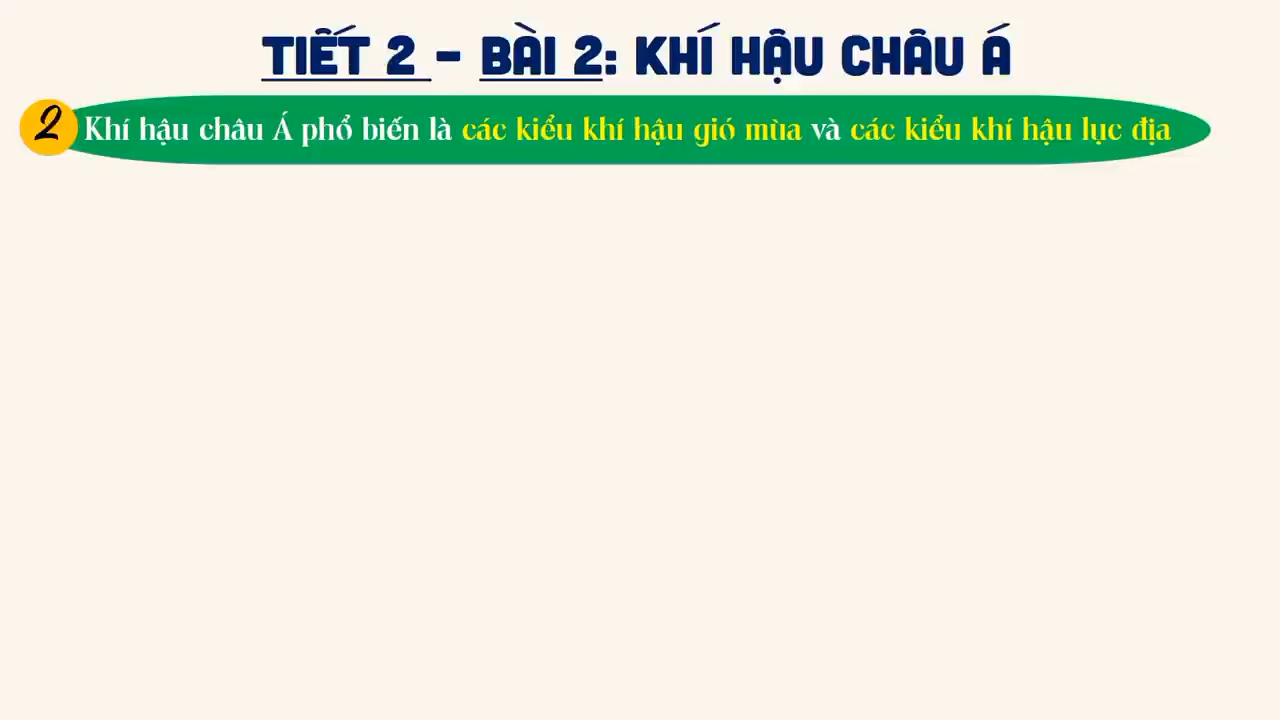 TIẾT 2 - BÀI 2: KHÍ HẬU CHÂU Á
2 Khí hậu châu Á phổ biến là các kiểu khí hậu gió mùa và các kiểu khí hậu lục địa